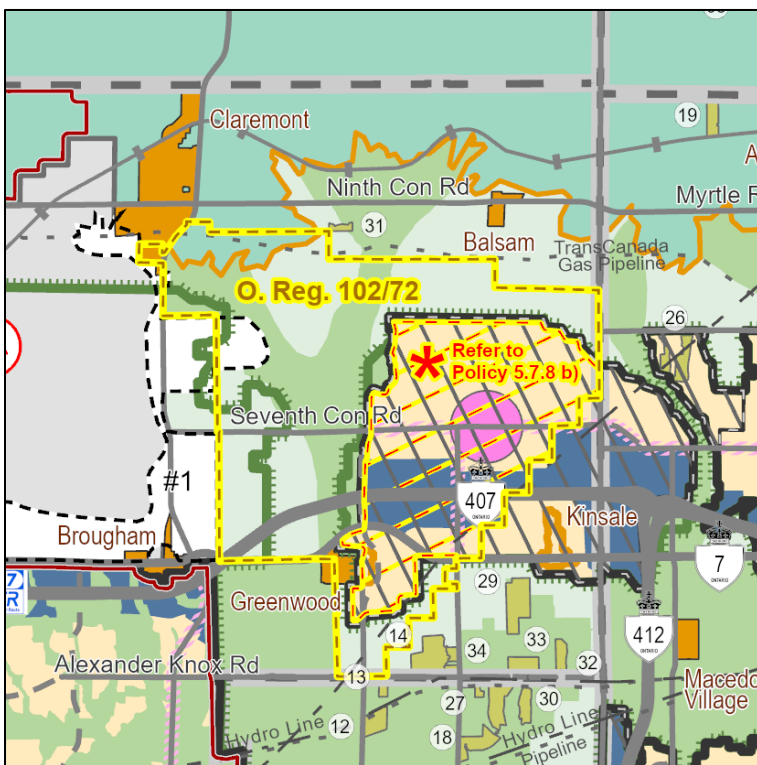 19
Claremont
Ninth Con Rd
Myrtle
31
Balsam
TransCanada
Gas Pipeline
O. Reg. 102/72
26
Refer to
Policy 5.7.8 b)
Seventh Con Rd
#1
407
ONTARIO
Kinsale
Brougham
7
ONTARIO
7
R
Greenwood
29
412
ONTARIO
14
33
34
32
Alexander Knox Rd
13
Macedo
Village
27
30
12
Hydro Line
18
Hydro Line
Pipeline